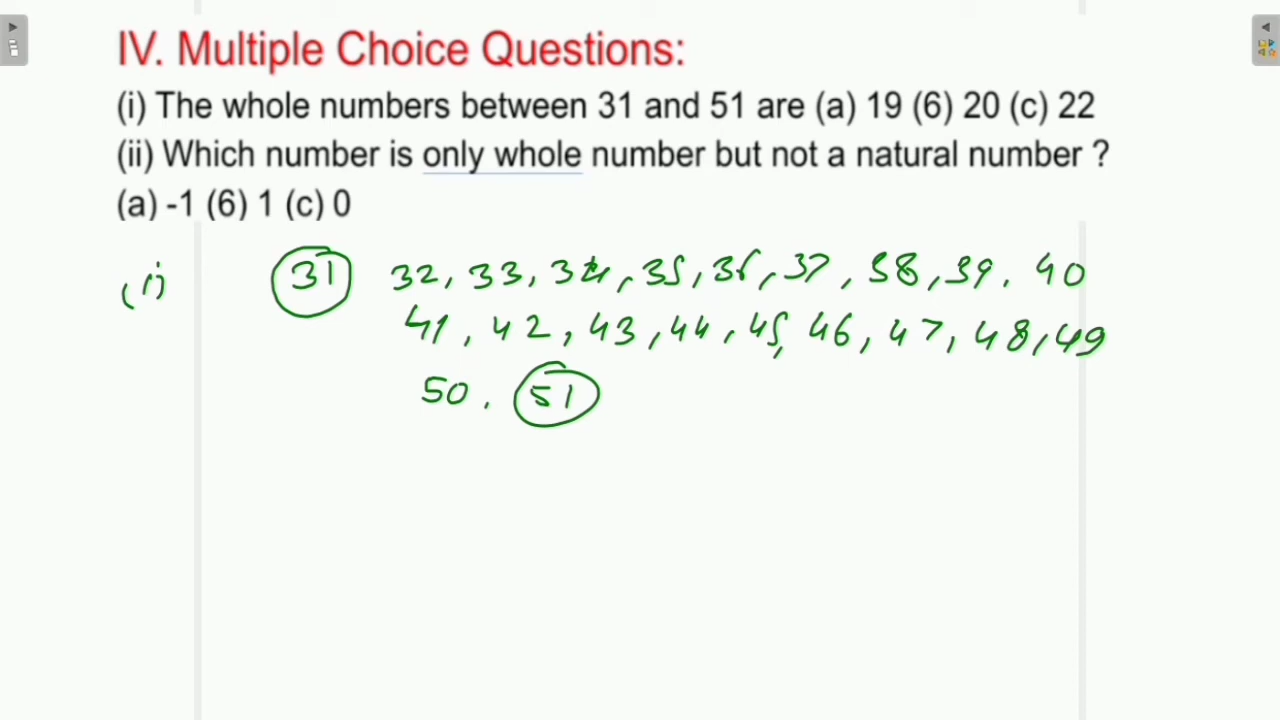 IV. Multiple Choice Questions:
(i) The whole numbers between 31 and 51 are (a) 19 (6) 20 (c) 22
(ii) Which number is only whole number but not a natural number ?
(a) -1 (6) 1 (c) 0
(i) 31 32, 33, 34, 35, 36, 37, 38, 39. 40
41, 42, 43, 44, 45, 46, 47, 48, 49
50. 51